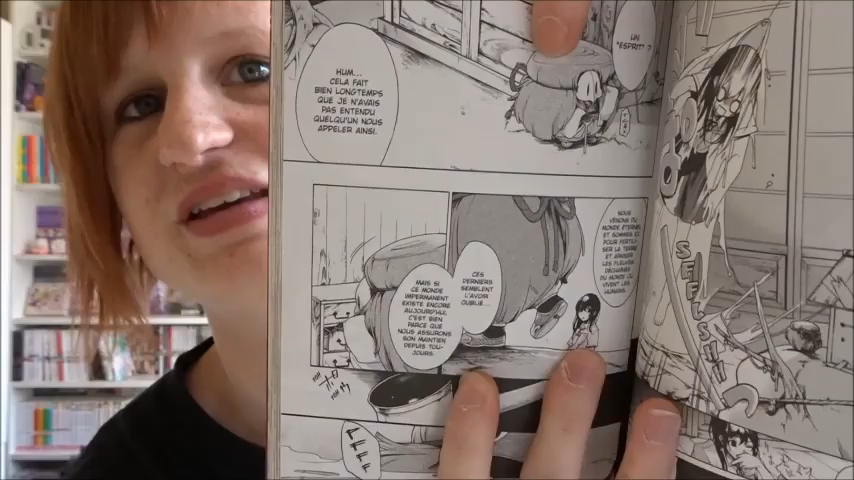 UN
"ESPRIT" ?
HUM...
CELA FAIT
BIEN LONGTEMPS
QUE JE N'AVAIS
PAS ENTENDU
QUELQU'UN NOUS
APPELER AINSI.
NOUS
VENONS DU
MONDE ÉTERNEL
ET SOMMES ICI
POUR FERTILI-
SER LA TERRE
ET APAISER
LES FLEUVES
DÉCHAÎNÉS
DU MONDE OÙ
VIVENT LES
HUMAINS.
CES
DERNIERS
SEMBLENT
L'AVOIR
OUBLIÉ...
MAIS SI
CE MONDE
IMPERMANENT
EXISTE ENCORE
AUJOURD'HUI,
C'EST BIEN
PARCE QUE
NOUS ASSURONS
SON MAINTIEN
DEPUIS TOU-
JOURS.